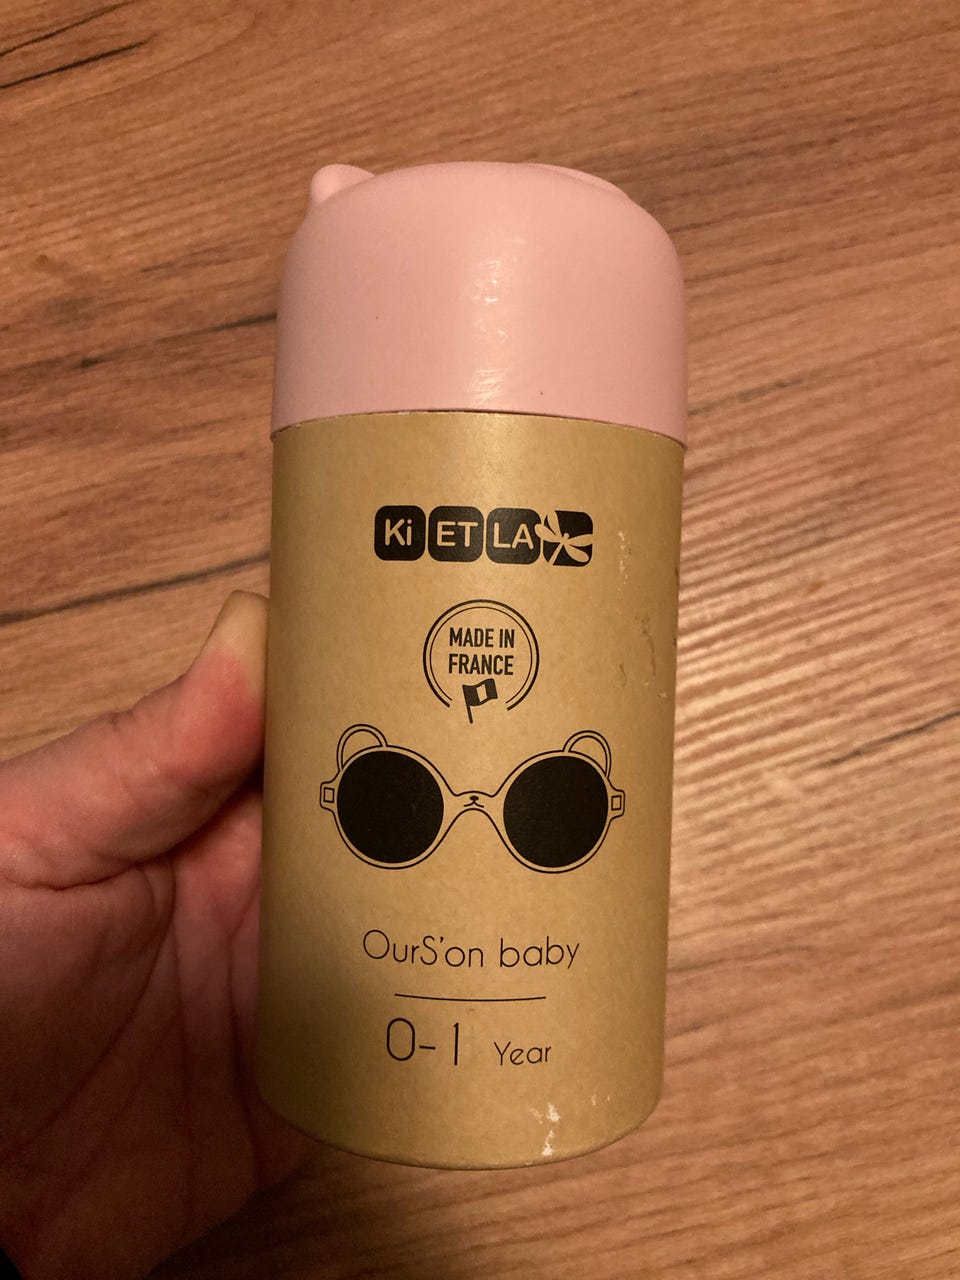 Ki ET LA
MADE IN
FRANCE
OurS'on baby
0-1 Year